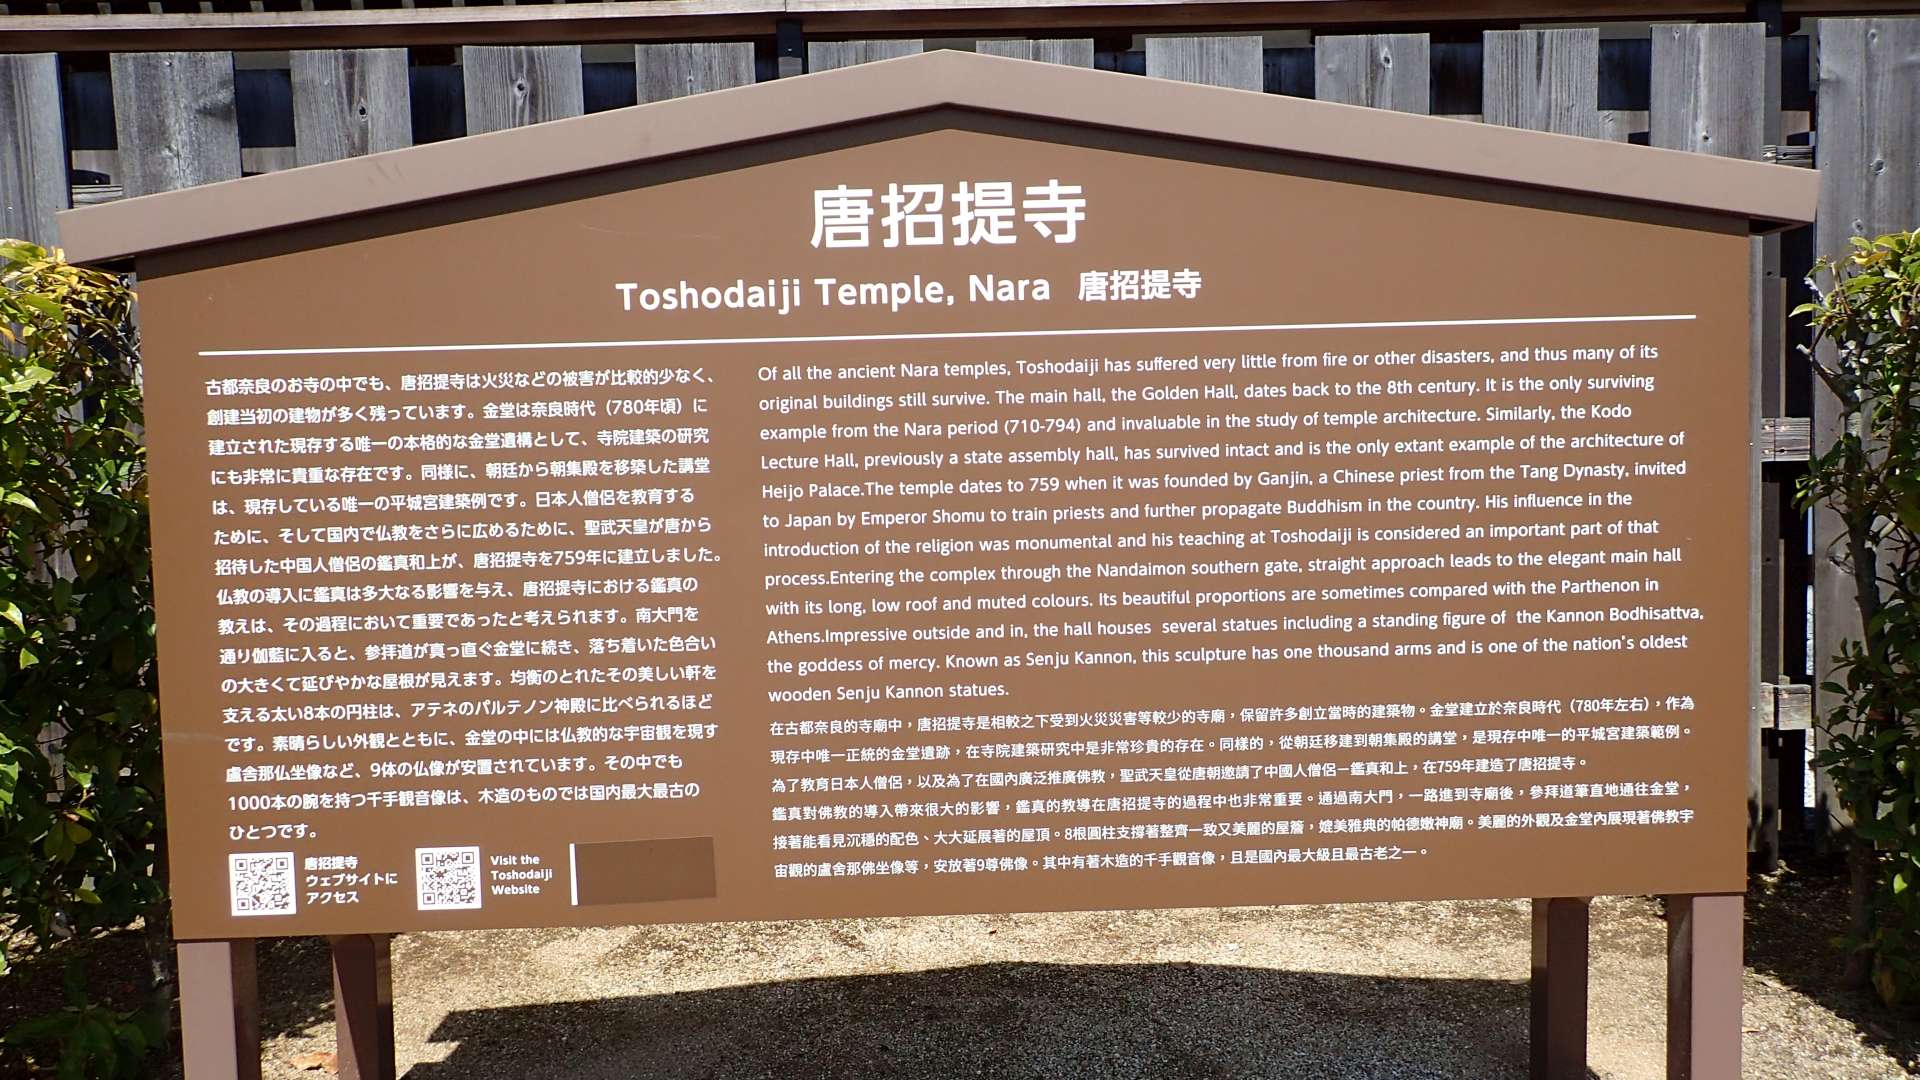 唐招提寺
Toshodaiji Temple, Nara 唐招提寺
古都奈良のお寺の中でも、唐招提寺は火災などの被害が比較的少なく、
創建当初の建物が多く残っています。金堂は奈良時代（780年頃）に
建立された現存する唯一の本格的な金堂遺構として、寺院建築の研究
にも非常に貴重な存在です。同様に、朝廷から朝集殿を移築した講堂
は、現存している唯一の平城宮建築例です。日本人僧侶を教育する
ために、そして国内で仏教をさらに広めるために、聖武天皇が唐から
招待した中国人僧侶の鑑真和上が、唐招提寺を759年に建立しました。
仏教の導入に鑑真は多大なる影響を与え、唐招提寺における鑑真の
教えは、その過程において重要であったと考えられます。南大門を
通り伽藍に入ると、参拝道が真っ直ぐ金堂に続き、落ち着いた色合い
の大きくて延びやかな屋根が見えます。均衡のとれたその美しい軒を
支える太い8本の円柱は、アテネのパルテノン神殿に比べられるほど
です。素晴らしい外観とともに、金堂の中には仏教的な宇宙観を現す
盧舎那仏坐像など、9体の仏像が安置されています。その中でも
1000本の腕を持つ千手観音像は、木造のものでは国内最大最古の
ひとつです。
唐招提寺
ウェブサイトに
アクセス
Visit the
Toshodaiji
Website
Of all the ancient Nara temples, Toshodaiji has suffered very little from fire or other disasters, and thus many of its
original buildings still survive. The main hall, the Golden Hall, dates back to the 8th century. It is the only surviving
example from the Nara period (710-794) and invaluable in the study of temple architecture. Similarly, the Kodo
Lecture Hall, previously a state assembly hall, has survived intact and is the only extant example of the architecture of
Heijo Palace.The temple dates to 759 when it was founded by Ganjin, a Chinese priest from the Tang Dynasty, invited
to Japan by Emperor Shomu to train priests and further propagate Buddhism in the country. His influence in the
introduction of the religion was monumental and his teaching at Toshodaiji is considered an important part of that
process.Entering the complex through the Nandaimon southern gate, straight approach leads to the elegant main hall
with its long, low roof and muted colours. Its beautiful proportions are sometimes compared with the Parthenon in
Athens.Impressive outside and in, the hall houses several statues including a standing figure of the Kannon Bodhisattva,
the goddess of mercy. Known as Senju Kannon, this sculpture has one thousand arms and is one of the nation's oldest
wooden Senju Kannon statues.
在古都奈良的寺廟中，唐招提寺是相較之下受到火災災害等較少的寺廟，保留許多創立當時的建築物。金堂建立於奈良時代（780年左右），作為
現存中唯一正統的金堂遺跡，在寺院建築研究中是非常珍貴的存在。同樣的，從朝廷移建到朝集殿的講堂，是現存中唯一的平城宮建築範例。
為了教育日本人僧侶，以及為了在國內廣泛推廣佛教，聖武天皇從唐朝邀請了中國人僧侶－鑑真和上，在759年建造了唐招提寺。
鑑真對佛教的導入帶來很大的影響，鑑真的教導在唐招提寺的過程中也非常重要。通過南大門，一路進到寺廟後，參拜道筆直地通往金堂，
接著能看見沉穩的配色、大大延展著的屋頂。8根圓柱支撐著整齊一致又美麗的屋簷，媲美雅典的帕德嫩神廟。美麗的外觀及金堂內展現著佛教宇
宙觀的盧舍那佛坐像等，安放著9尊佛像。其中有著木造的千手觀音像，且是國內最大級且最古老之一。